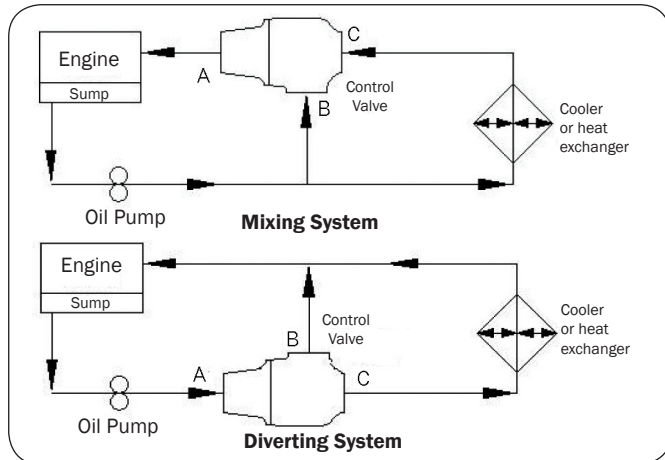 C
Engine
A
Sump
B
Control
Valve
Cooler
or heat
exchanger
Oil Pump
Mixing System
Engine
Sump
B
Control
Valve
Cooler
or heat
exchanger
A
C
Oil Pump
Diverting System